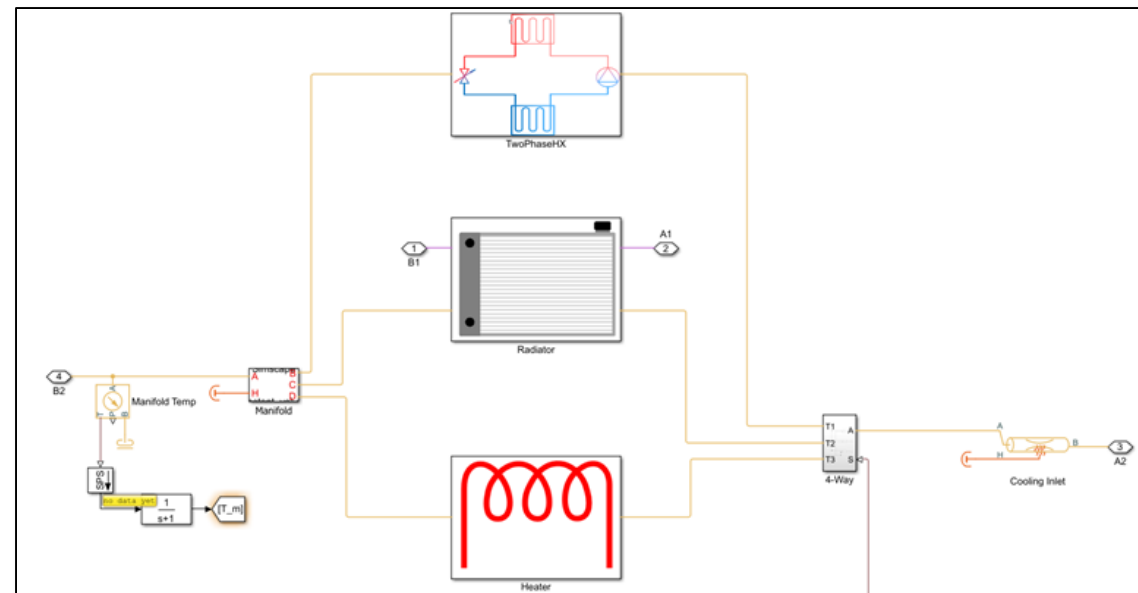 TwoPhaseHX
1
B1
A1
2
Radiator
4
B2
Manifold Temp
A
T
P
B
A
H
B
C
D
Manifold
SPS
no data yet
1
s+1
[T_m]
Heater
T1
T2
T3
A
S
4-Way
A
H
B
Cooling Inlet
3
A2